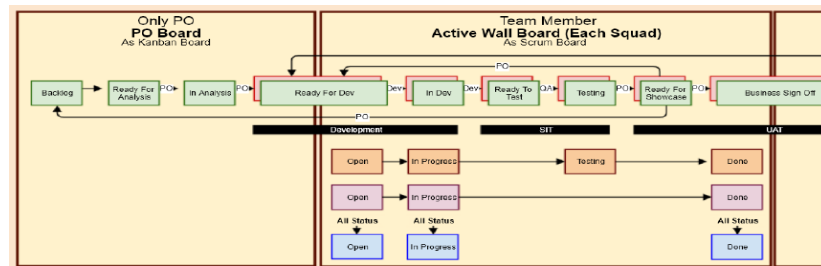 Only PO
PO Board
As Kanban Board
Team Member
Active Wall Board (Each Squad)
As Scrum Board
PO
Backlog
Ready For
Analysis
PO
In Analysis
PO
Ready For Dev
Dev
In Dev
Dev
Ready To
Test
QA
Testing
PO
Ready For
Showcase
PO
Business Sign Off
PO
Development
SIT
UAT
Open
In Progress
Testing
Done
Open
In Progress
Done
All Status
All Status
All Status
Open
In Progress
Done